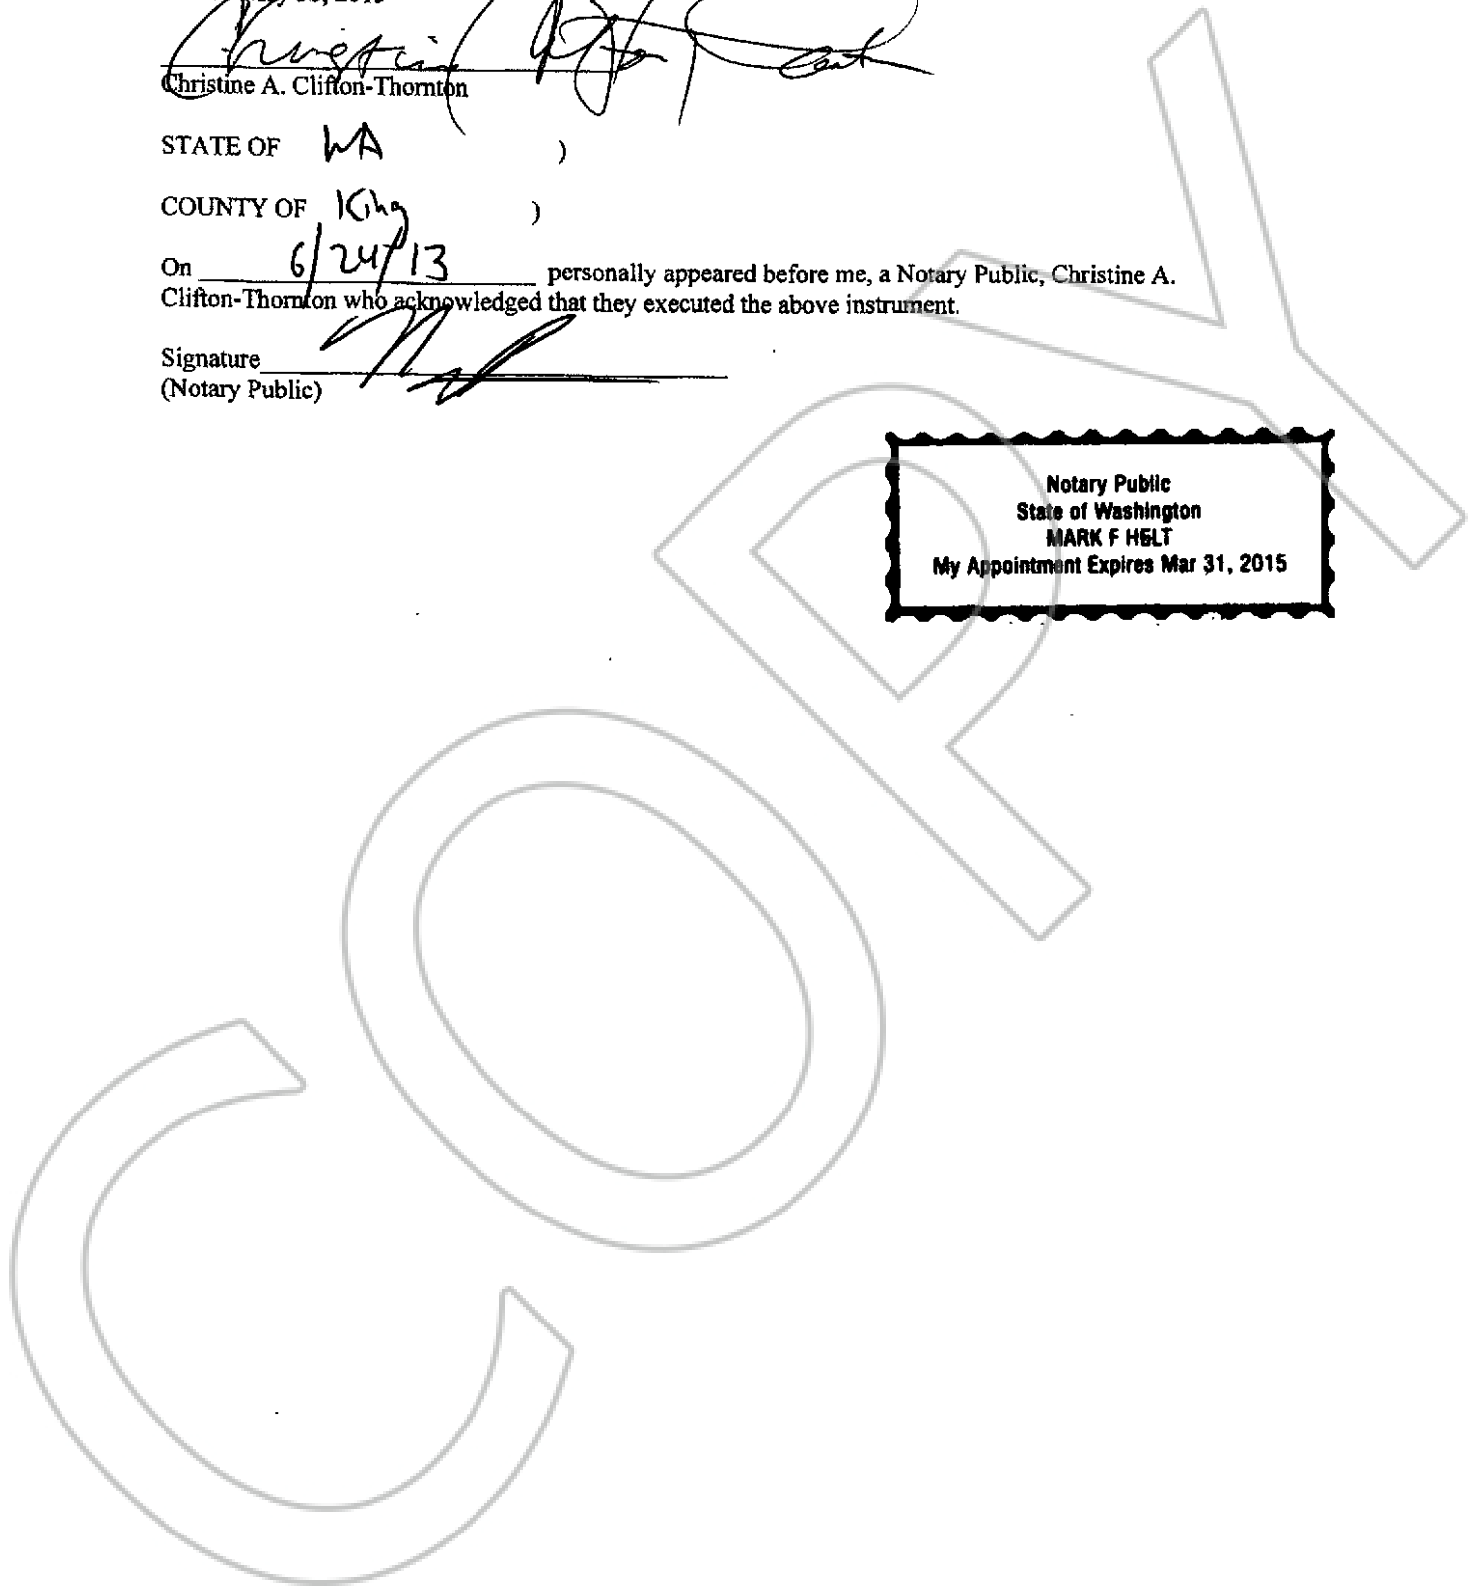 Christine A. Clifton-Thornton
STATE OF WA )
COUNTY OF King )
On 6/24/13 personally appeared before me, a Notary Public, Christine A.
Clifton-Thornton who acknowledged that they executed the above instrument.
Signature
(Notary Public)
Notary Public
State of Washington
MARK F HELT
My Appointment Expires Mar 31, 2015
COPY